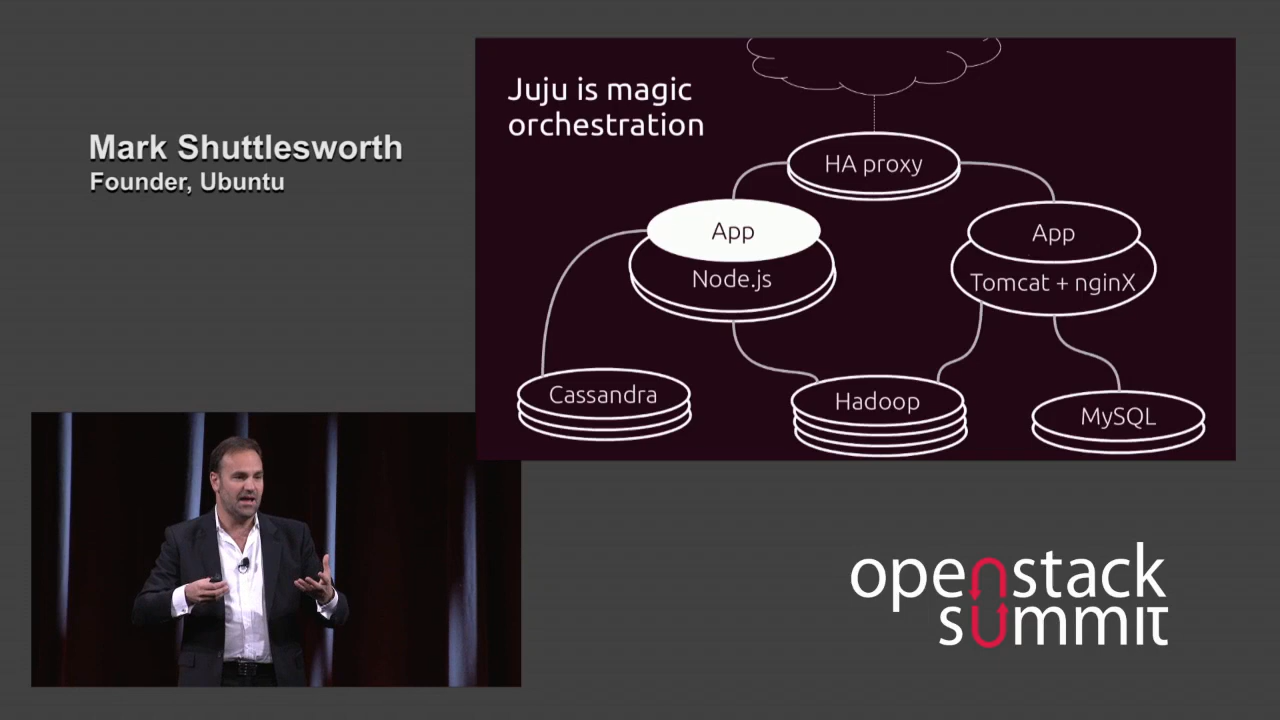 Mark Shuttlesworth
Founder, Ubuntu
Juju is magic
orchestration
HA proxy
App
Node.js
App
Tomcat + nginX
Cassandra
Hadoop
MySQL
openstack
summit